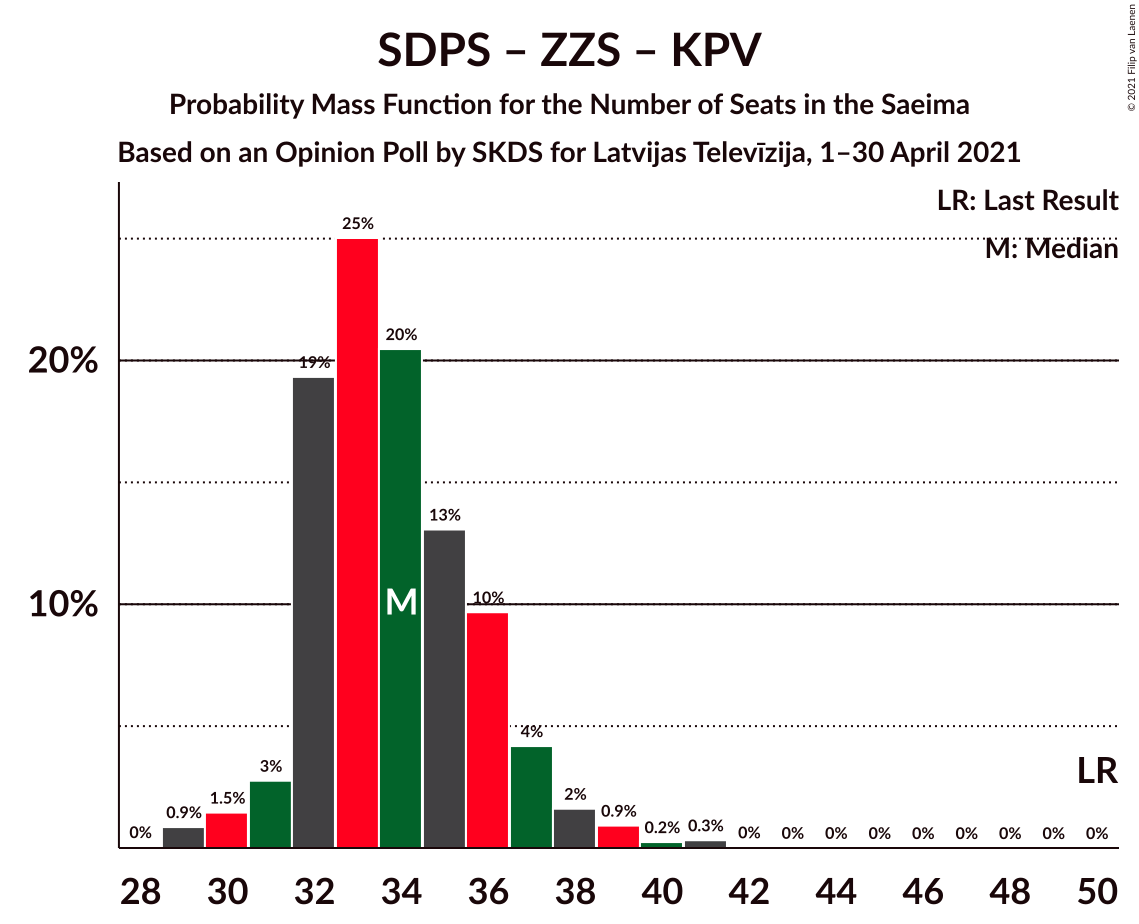 SDPS – ZZS – KPV
Probability Mass Function for the Number of Seats in the Saeima
Based on an Opinion Poll by SKDS for Latvijas Televīzija, 1–30 April 2021
© 2021 Filip van Laenen
LR: Last Result
M: Median
25%
20%
20%
19%
13%
10%
10%
M
4%
3%
LR
2%
1.5%
0.9%
0.9%
0.2%
0.3%
0%
0%
0%
0%
0%
0%
0%
0%
0%
0%
28 30 32 34 36 38 40 42 44 46 48 50